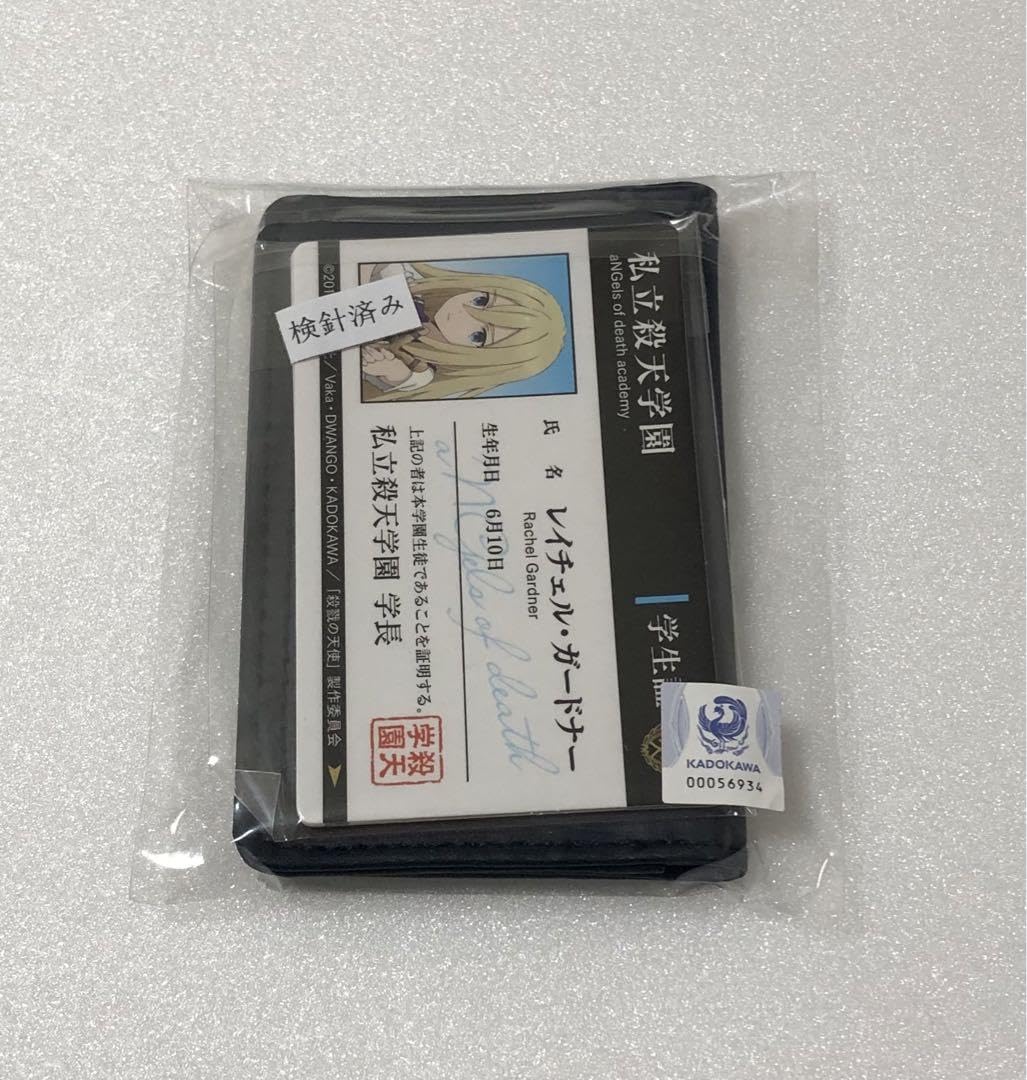 私立殺天学園
aNGels of death academy
学生
氏 名 レイチェル・ガードナー
Rachel Gardner
生年月日 6月10日
aNGels of death
上記の者は本学園生徒であることを証明する。
私立殺天学園 学長
殺天
学園
©201
/Vaka・DWANGO・KADOKAWA/「殺戮の天使」製作委員会
検針済み
KADOKAWA
00056934